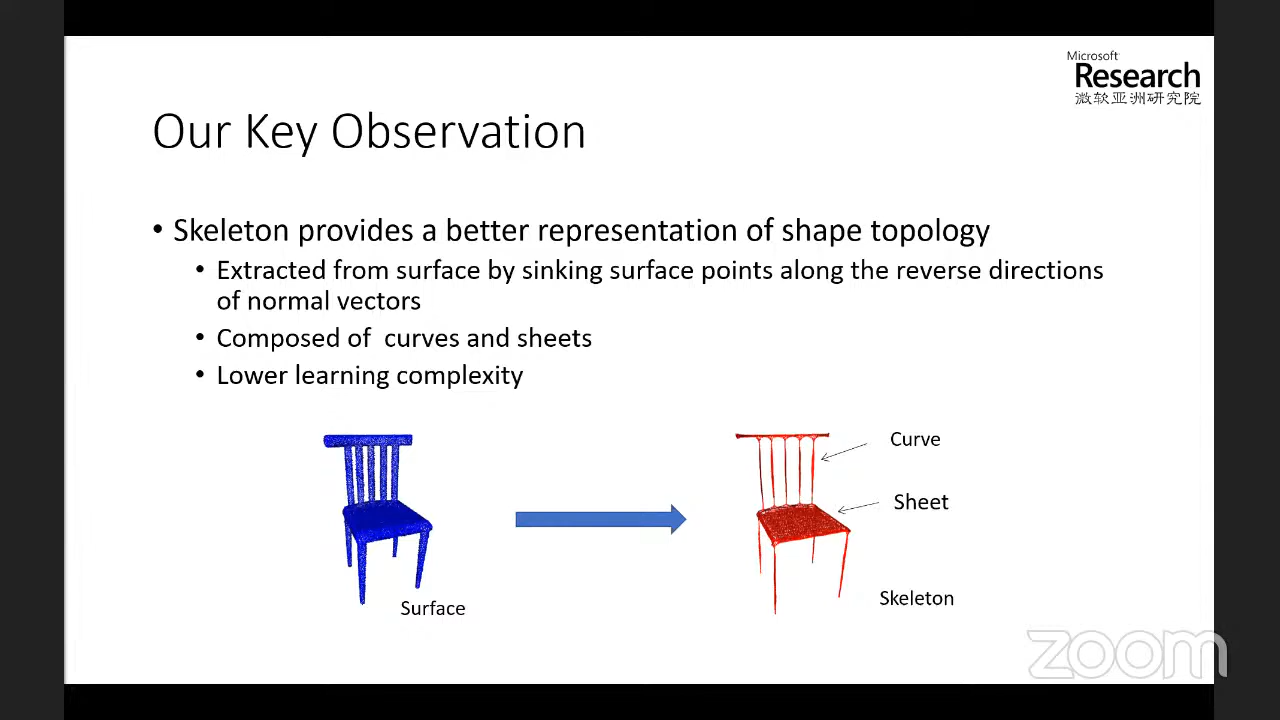 Microsoft
Research
微软亚洲研究院
Our Key Observation
• Skeleton provides a better representation of shape topology
• Extracted from surface by sinking surface points along the reverse directions
of normal vectors
• Composed of curves and sheets
• Lower learning complexity
Curve
Sheet
Surface
Skeleton
zoom